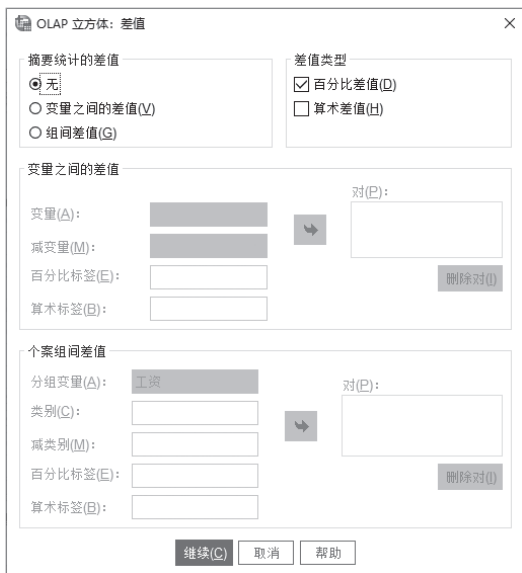 OLAP 立方体：差值
摘要统计的差值
无
变量之间的差值(V)
组间差值(G)
差值类型
百分比差值(D)
算术差值(H)
变量之间的差值
变量(A):
减变量(M):
百分比标签(E):
算术标签(B):
对(P):
删除对(I)
个案组间差值
分组变量(A):
工资
类别(C):
减类别(M):
百分比标签(E):
算术标签(B):
对(P):
删除对(I)
继续(C)
取消
帮助